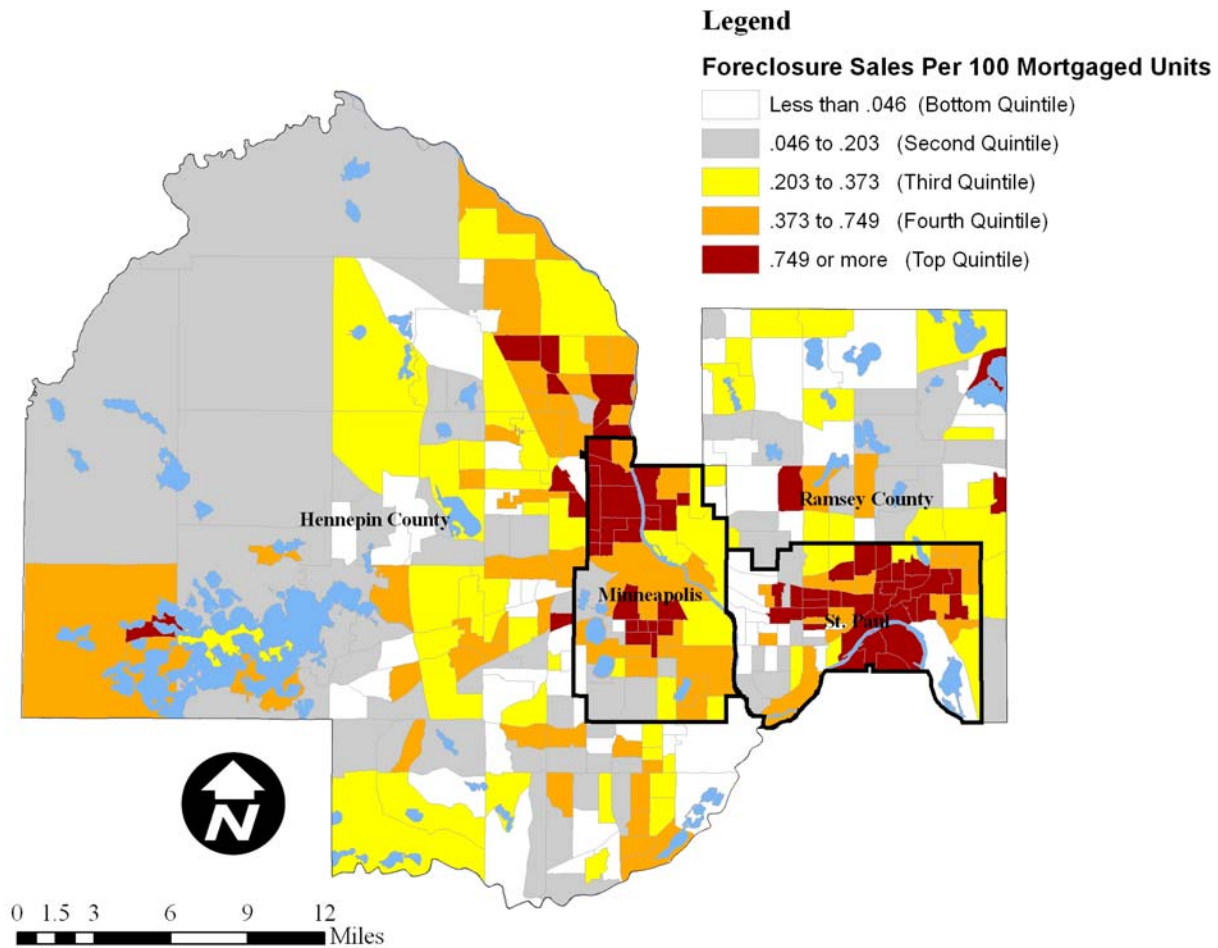 Legend
Foreclosure Sales Per 100 Mortgaged Units
Less than .046 (Bottom Quintile)
.046 to .203 (Second Quintile)
.203 to .373 (Third Quintile)
.373 to .749 (Fourth Quintile)
.749 or more (Top Quintile)
Ramsey County
Hennepin County
Minneapolis
St. Paul
N
0 1.5 3 6 9 12
Miles